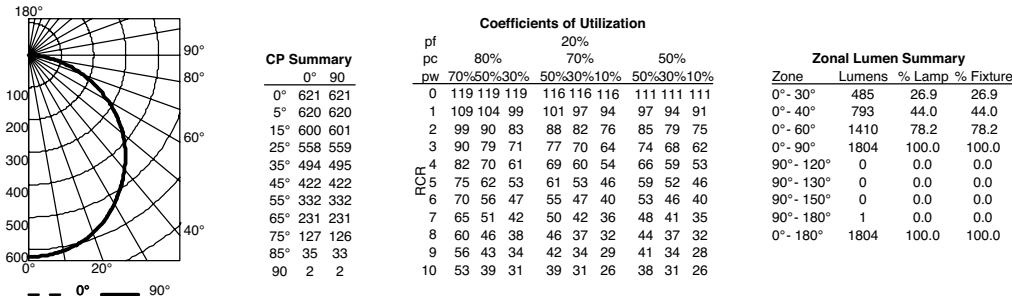 180°
90°
80°
60°
40°
100
200
300
400
500
600
0° 20°
0° 90°
CP Summary
0° 90
0° 621 621
5° 620 620
15° 600 601
25° 558 559
35° 494 495
45° 422 422
55° 332 332
65° 231 231
75° 127 126
85° 35 33
90 2 2
Coefficients of Utilization
pf 20%
pc 80% 70% 50%
pw 70%50%30% 50%30%10% 50%30%10%
RCR
0 119 119 119 116 116 116 111 111 111
1 109 104 99 101 97 94 97 94 91
2 99 90 83 88 82 76 85 79 75
3 90 79 71 77 70 64 74 68 62
4 82 70 61 69 60 54 66 59 53
5 75 62 53 61 53 46 59 52 46
6 70 56 47 55 47 40 53 46 40
7 65 51 42 50 42 36 48 41 35
8 60 46 38 46 37 32 44 37 32
9 56 43 34 42 34 29 41 34 28
10 53 39 31 39 31 26 38 31 26
Zonal Lumen Summary
Zone Lumens % Lamp % Fixture
0°- 30° 485 26.9 26.9
0°- 40° 793 44.0 44.0
0°- 60° 1410 78.2 78.2
0°- 90° 1804 100.0 100.0
90°- 120° 0 0.0 0.0
90°- 130° 0 0.0 0.0
90°- 150° 0 0.0 0.0
90°- 180° 1 0.0 0.0
0°- 180° 1804 100.0 100.0